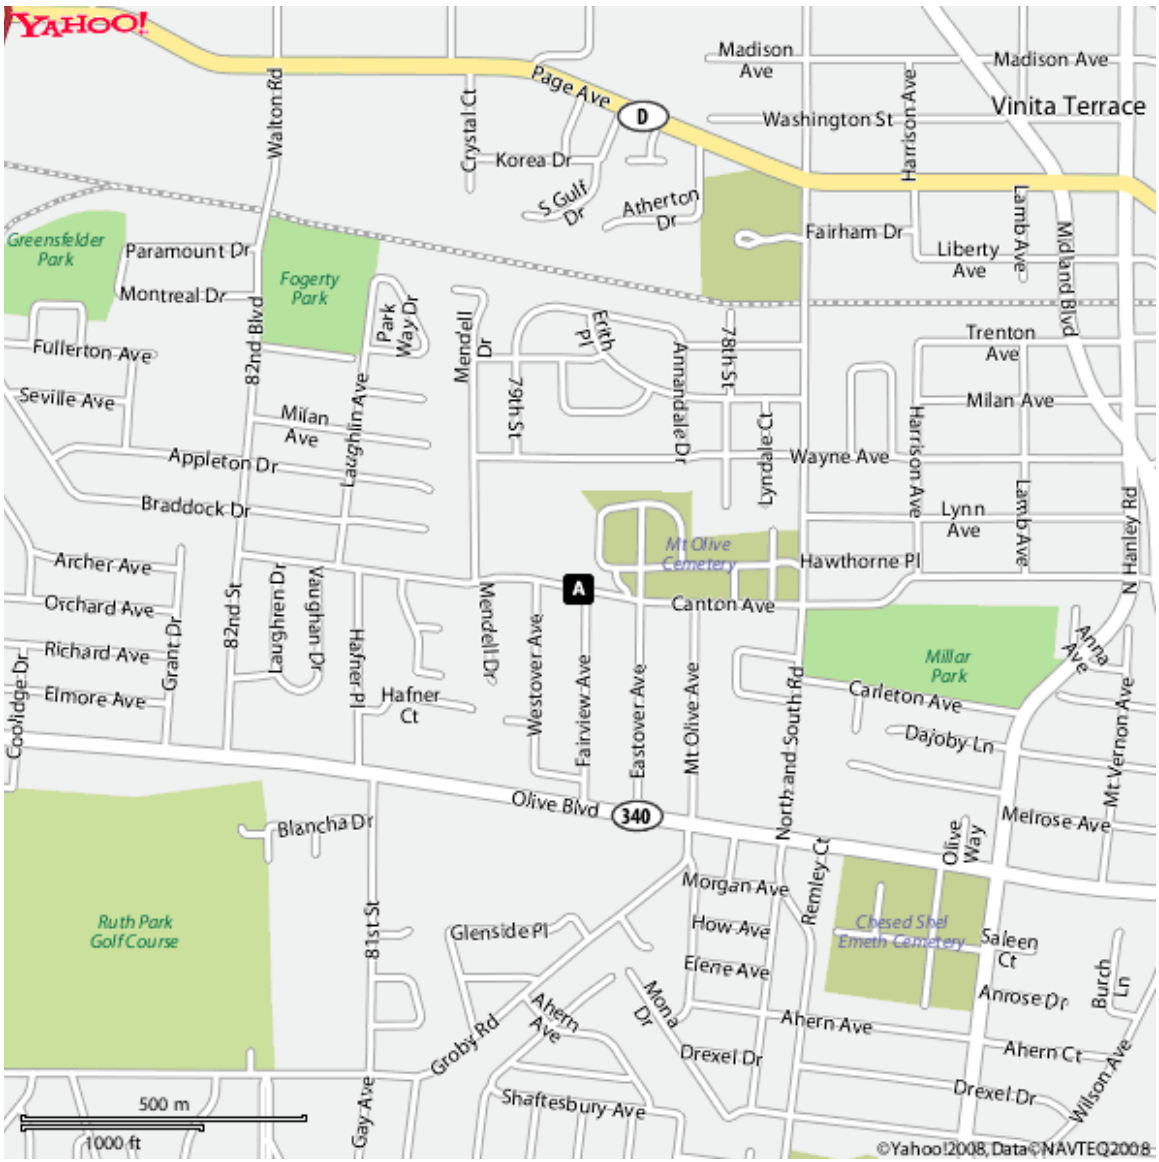 YAHOO!
Madison
Ave
Madison Ave
Page Ave
D
Washington St
Vinita Terrace
Walton Rd
Crystal Ct
Korea Dr
Harrison Ave
S Gulf
Dr
Atherton
Dr
Lamb Ave
Greensfelder
Park
Paramount Dr
Fogerty
Park
Fairham Dr
Liberty
Ave
Midland Blvd
Montreal Dr
Park
Way Dr
Mendell
Dr
Erith
Pl
82nd Blvd
Fullerton Ave
Annandale Dr
78th St
Trenton
Ave
Seville Ave
Milan
Ave
Laughlin Ave
79th St
Lyndale Ct
Milan Ave
Harrison Ave
Appleton Dr
Wayne Ave
Braddock Dr
Lynn
Ave
Lamb Ave
N Hanley Rd
Archer Ave
Mt Olive
Cemetery
Hawthorne Pl
A
Canton Ave
Orchard Ave
82nd St
Laughren Dr
Vaughan Dr
Mendell Dr
Richard Ave
Grant Dr
Hafner Pl
Westover Ave
Fairview Ave
Eastover Ave
Mt Olive Ave
North and South Rd
Millar
Park
Anna
Ave
Coolidge Dr
Elmore Ave
Hafner
Ct
Carleton Ave
Dajoby Ln
Mt Vernon Ave
Olive Blvd
340
Blancha Dr
Melrose Ave
Olive
Way
Remley Ct
Morgan Ave
Ruth Park
Golf Course
81st St
Glenside Pl
How Ave
Chesed Shel
Emeth Cemetery
Saleen
Ct
Elene Ave
Burch
Ln
Mona
Dr
Anrose Dr
Ahern
Ave
Ahern Ave
Groby Rd
Drexel Dr
Ahern Ct
Wilson Ave
Gay Ave
Shaftesbury Ave
Drexel Dr
500 m
1000 ft
©Yahoo!2008,Data©NAVTEQ2008